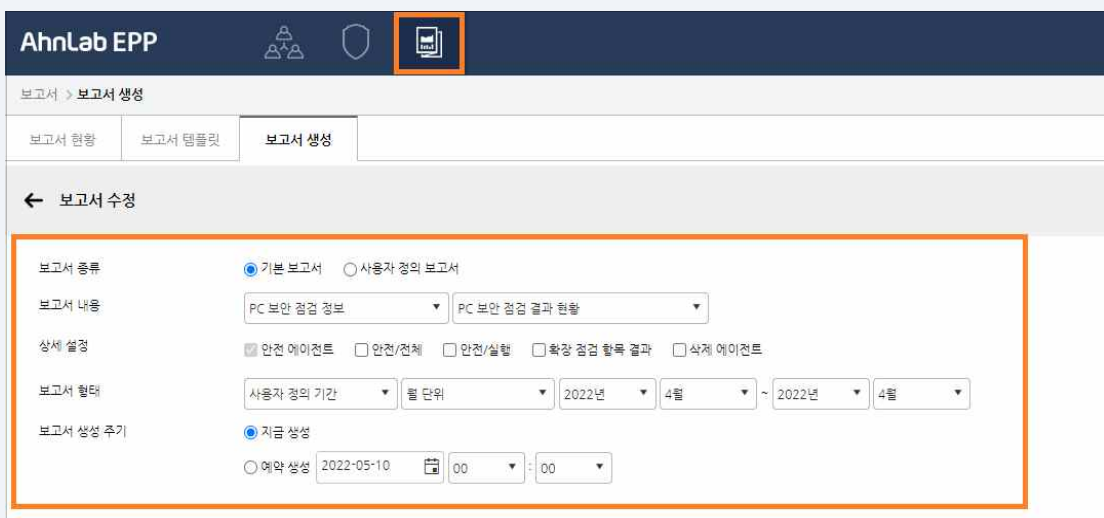 AhnLab EPP
보고서 > 보고서 생성
보고서 현황 보고서 템플릿 보고서 생성
← 보고서 수정
보고서 종류 기본 보고서 사용자 정의 보고서
보고서 내용 PC 보안 점검 정보 PC 보안 점검 결과 현황
상세 설정 안전 에이전트 안전/전체 안전/실행 확장 점검 항목 결과 삭제 에이전트
보고서 형태 사용자 정의 기간 월 단위 2022년 4월 ~ 2022년 4월
보고서 생성 주기 지금 생성
예약 생성 2022-05-10 00 : 00